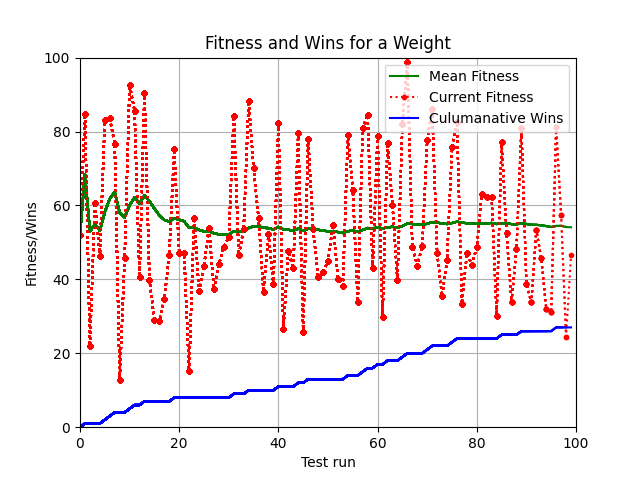 Fitness and Wins for a Weight
Mean Fitness
Current Fitness
Culumanative Wins
Fitness/Wins
100
80
60
40
20
0
0 20 40 60 80 100
Test run